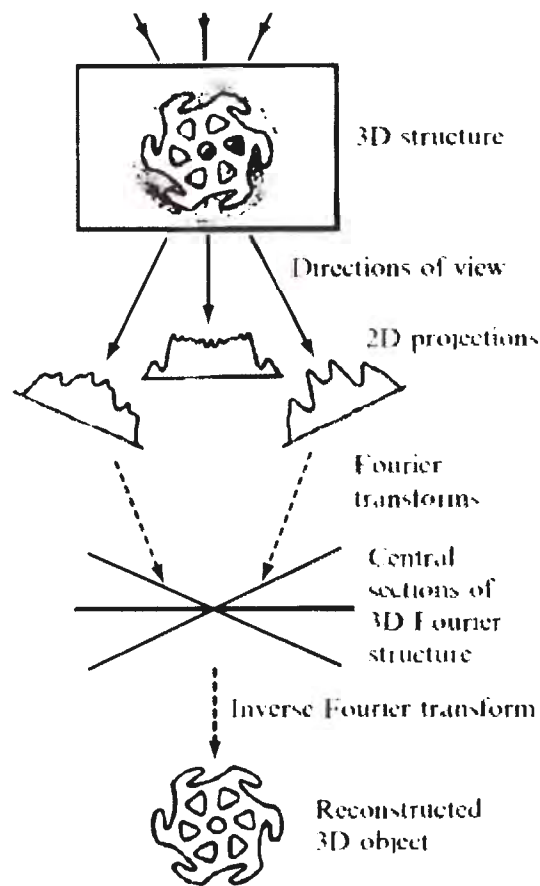 3D structure
Directions of view
2D projections
Fourier
transforms
Central
sections of
3D Fourier
structure
Inverse Fourier transform
Reconstructed
3D object